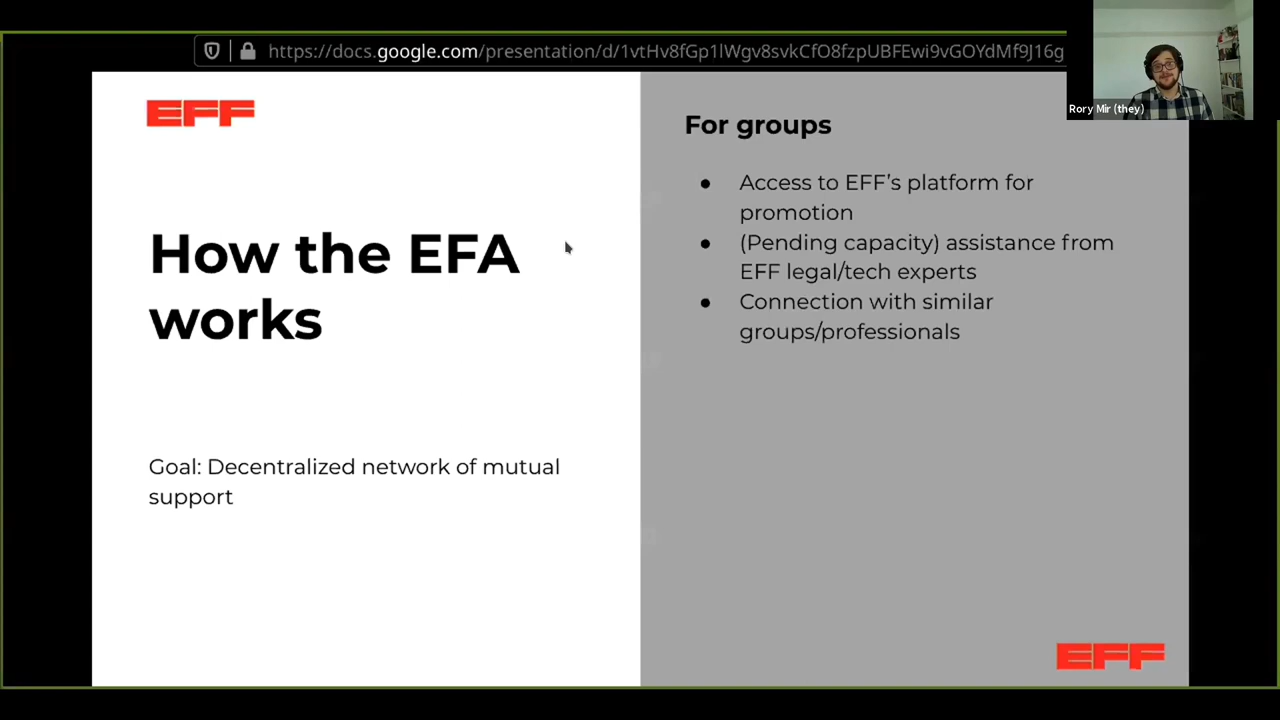 https://docs.google.com/presentation/d/1vtHv8fGp1lWgv8svkCfO8fzpUBFEwi9vGOYdMf9J16g
Rory Mir (they)
EFF
How the EFA
works
Goal: Decentralized network of mutual
support
For groups
● Access to EFF’s platform for
promotion
● (Pending capacity) assistance from
EFF legal/tech experts
● Connection with similar
groups/professionals
EFF